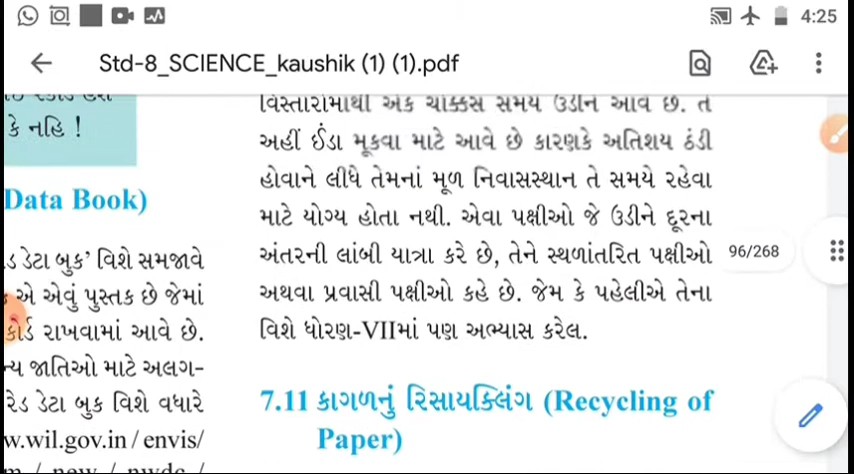 4:25
Std-8_SCIENCE_kaushik (1) (1).pdf
કે નહિ !
Data Book)
ડ ડેટા બુક’ વિશે સમજાવે
એ એવું પુસ્તક છે જેમાં
કોર્ડ રાખવામાં આવે છે.
ન્ય જાતિઓ માટે અલગ-
રેડ ડેટા બુક વિશે વધારે
w.wil.gov.in / envis/
વિસ્તારોમાંથી એક ચોક્કસ સમયે ઉડીને આવે છે. તે
અહીં ઈંડા મૂકવા માટે આવે છે કારણકે અતિશય ઠંડી
હોવાને લીધે તેમનાં મૂળ નિવાસસ્થાન તે સમયે રહેવા
માટે યોગ્ય હોતા નથી. એવા પક્ષીઓ જે ઉડીને દૂરના
અંતરની લાંબી યાત્રા કરે છે, તેને સ્થળાંતરિત પક્ષીઓ
અથવા પ્રવાસી પક્ષીઓ કહે છે. જેમ કે પહેલીએ તેના
વિશે ધોરણ-VIIમાં પણ અભ્યાસ કરેલ.
7.11 કાગળનું રિસાયક્લિંગ (Recycling of
Paper)
96/268